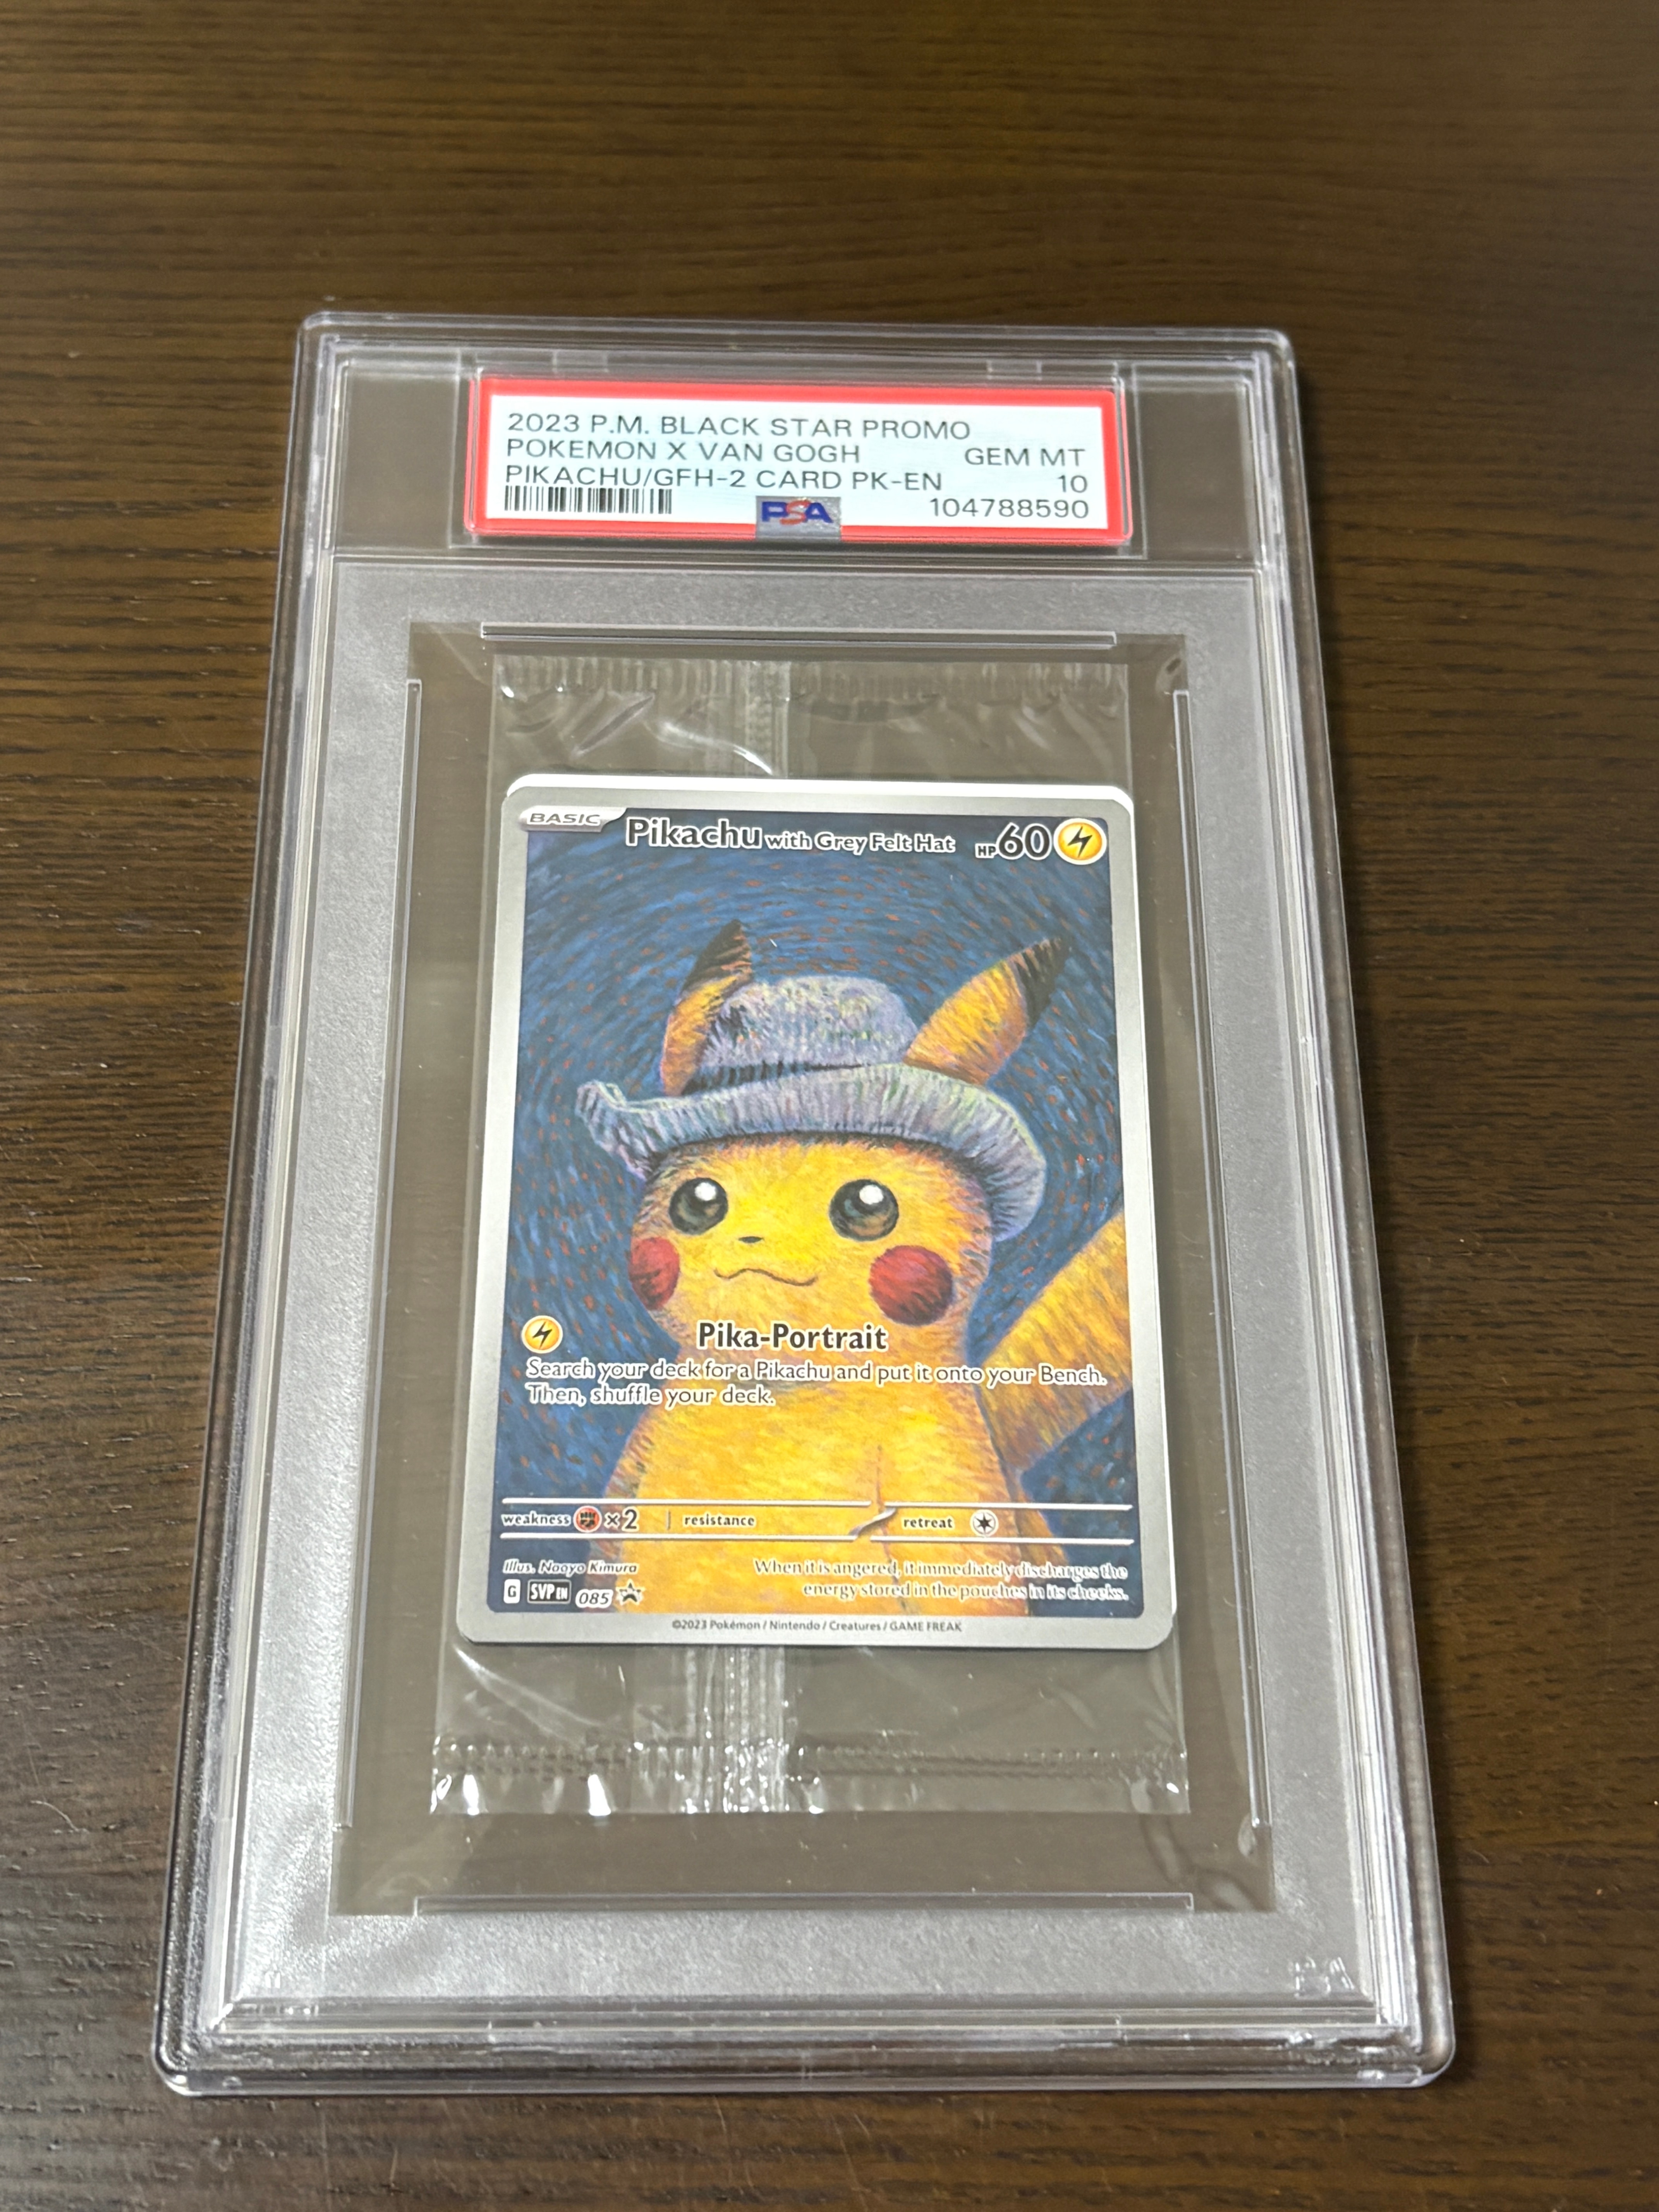 2023 P.M. BLACK STAR PROMO
POKEMON X VAN GOGH GEM MT
PIKACHU/GFH-2 CARD PK-EN 10
PSA 104788590
BASIC Pikachu with Grey Felt Hat HP 60
Pika-Portrait
Search your deck for a Pikachu and put it onto your Bench.
Then, shuffle your deck.
weakness ×2 resistance retreat
Illus. Naoyo Kimura When it is angered, it immediately discharges the
G SVP EN 085 energy stored in the pouches in its cheeks.
©2023 Pokémon / Nintendo / Creatures / GAME FREAK
PSA